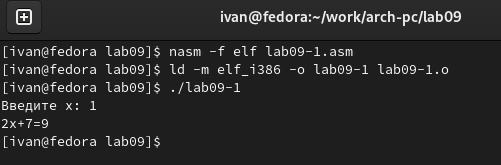 ivan@fedora:~/work/arch-pc/lab09
[ivan@fedora lab09]$ nasm -f elf lab09-1.asm
[ivan@fedora lab09]$ ld -m elf_i386 -o lab09-1 lab09-1.o
[ivan@fedora lab09]$ ./lab09-1
Введите x: 1
2x+7=9
[ivan@fedora lab09]$